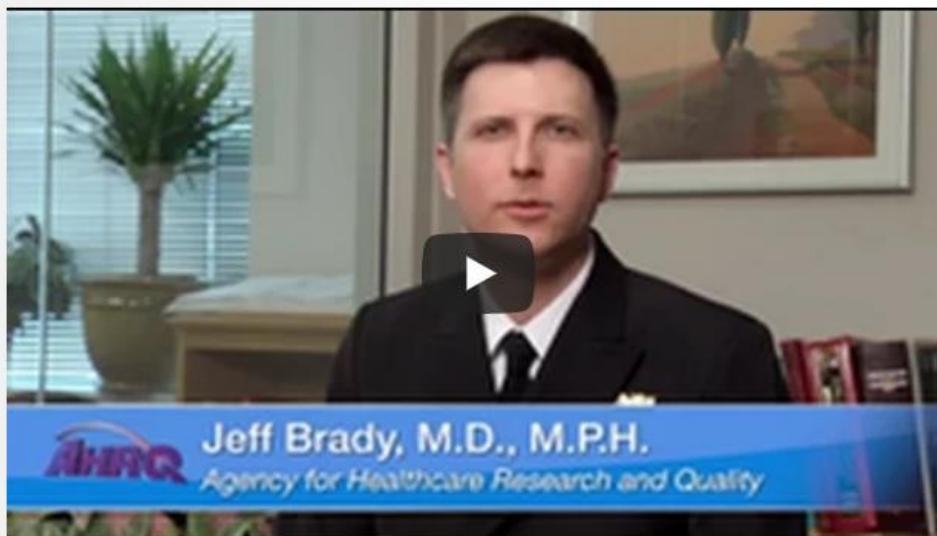 Jeff Brady, M.D., M.P.H.
AHRQ
Agency for Healthcare Research and Quality